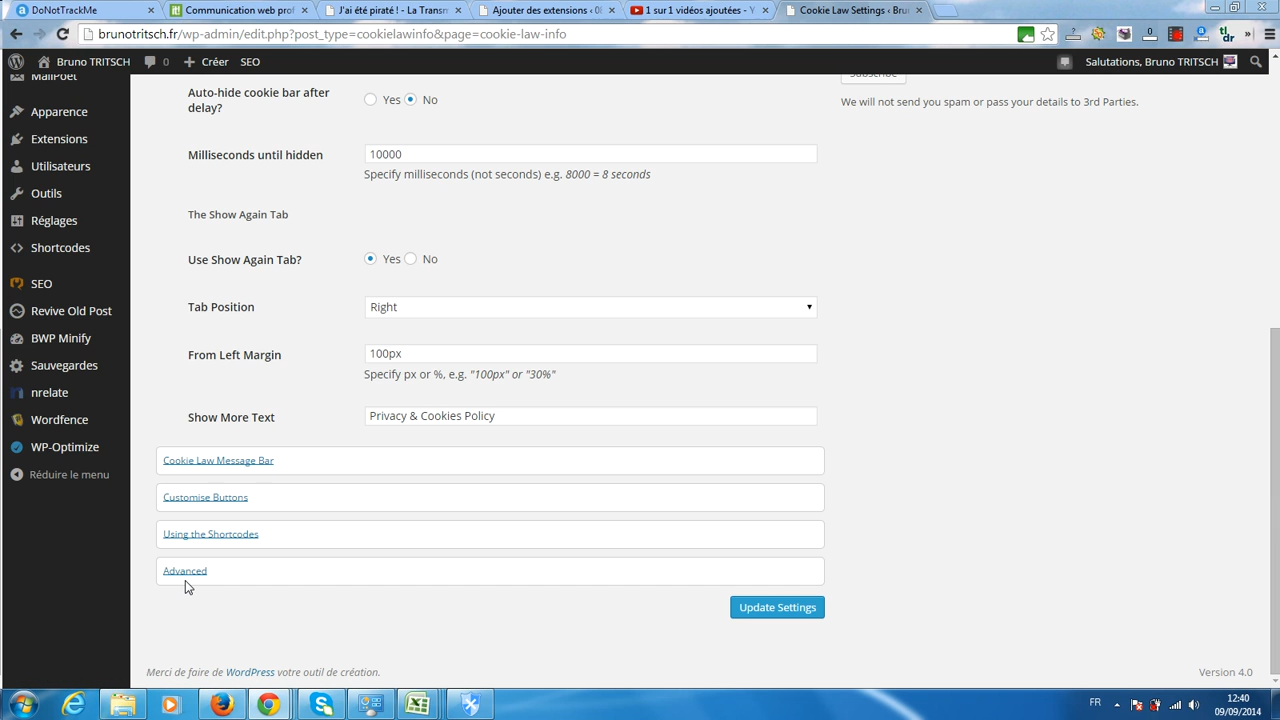 DoNotTrackMe
Communication web prof
J'ai été piraté ! - La Transm
Ajouter des extensions ‹ 
1 sur 1 vidéos ajoutées - Y
Cookie Law Settings ‹ Bru
brunotritsch.fr/wp-admin/edit.php?post_type=cookielawinfo&page=cookie-law-info
Bruno TRITSCH
0
Créer
SEO
Salutations, Bruno TRITSCH
MailPoet
Apparence
Extensions
Utilisateurs
Outils
Réglages
Shortcodes
SEO
Revive Old Post
BWP Minify
Sauvegardes
nrelate
Wordfence
WP-Optimize
Réduire le menu
Subscribe
We will not send you spam or pass your details to 3rd Parties.
Auto-hide cookie bar after
delay?
Yes No
Milliseconds until hidden
10000
Specify milliseconds (not seconds) e.g. 8000 = 8 seconds
The Show Again Tab
Use Show Again Tab?
Yes No
Tab Position
Right
From Left Margin
100px
Specify px or %, e.g. "100px" or "30%"
Show More Text
Privacy & Cookies Policy
Cookie Law Message Bar
Customise Buttons
Using the Shortcodes
Advanced
Update Settings
Merci de faire de WordPress votre outil de création.
Version 4.0
FR
12:40
09/09/2014